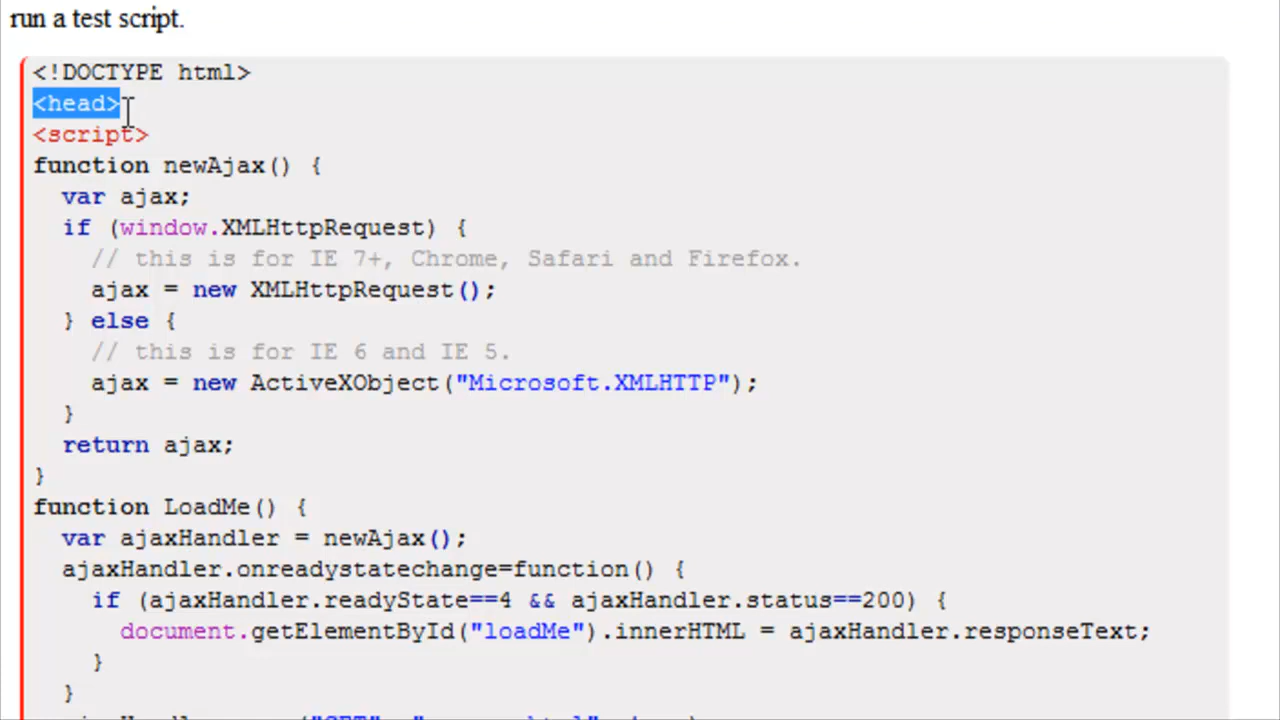 run a test script.
<!DOCTYPE html>
<head>
<script>
function newAjax() {
  var ajax;
  if (window.XMLHttpRequest) {
    // this is for IE 7+, Chrome, Safari and Firefox.
    ajax = new XMLHttpRequest();
  } else {
    // this is for IE 6 and IE 5.
    ajax = new ActiveXObject("Microsoft.XMLHTTP");
  }
  return ajax;
}
function LoadMe() {
  var ajaxHandler = newAjax();
  ajaxHandler.onreadystatechange=function() {
    if (ajaxHandler.readyState==4 && ajaxHandler.status==200) {
      document.getElementById("loadMe").innerHTML = ajaxHandler.responseText;
    }
  }